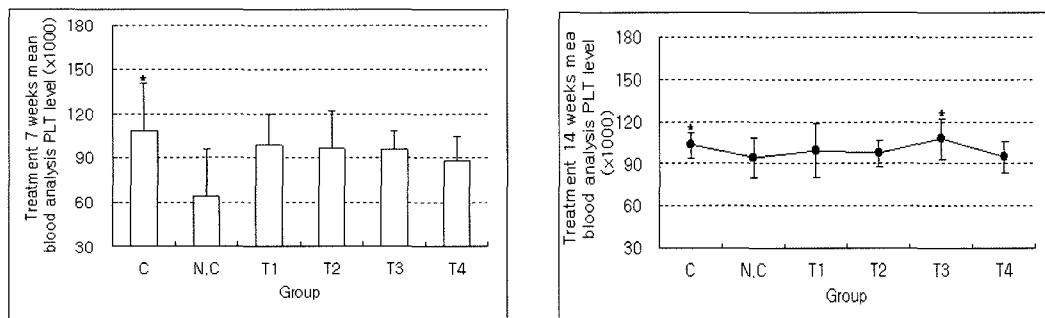 Treatment 7 weeks mean
blood analysis PLT level (x1000)
180
150
120
90
60
30
*
C N.C T1 T2 T3 T4
Group
Treatment 14 weeks mea
blood analysis PLT level
(x1000)
180
150
120
90
60
30
* *
C N.C T1 T2 T3 T4
Group